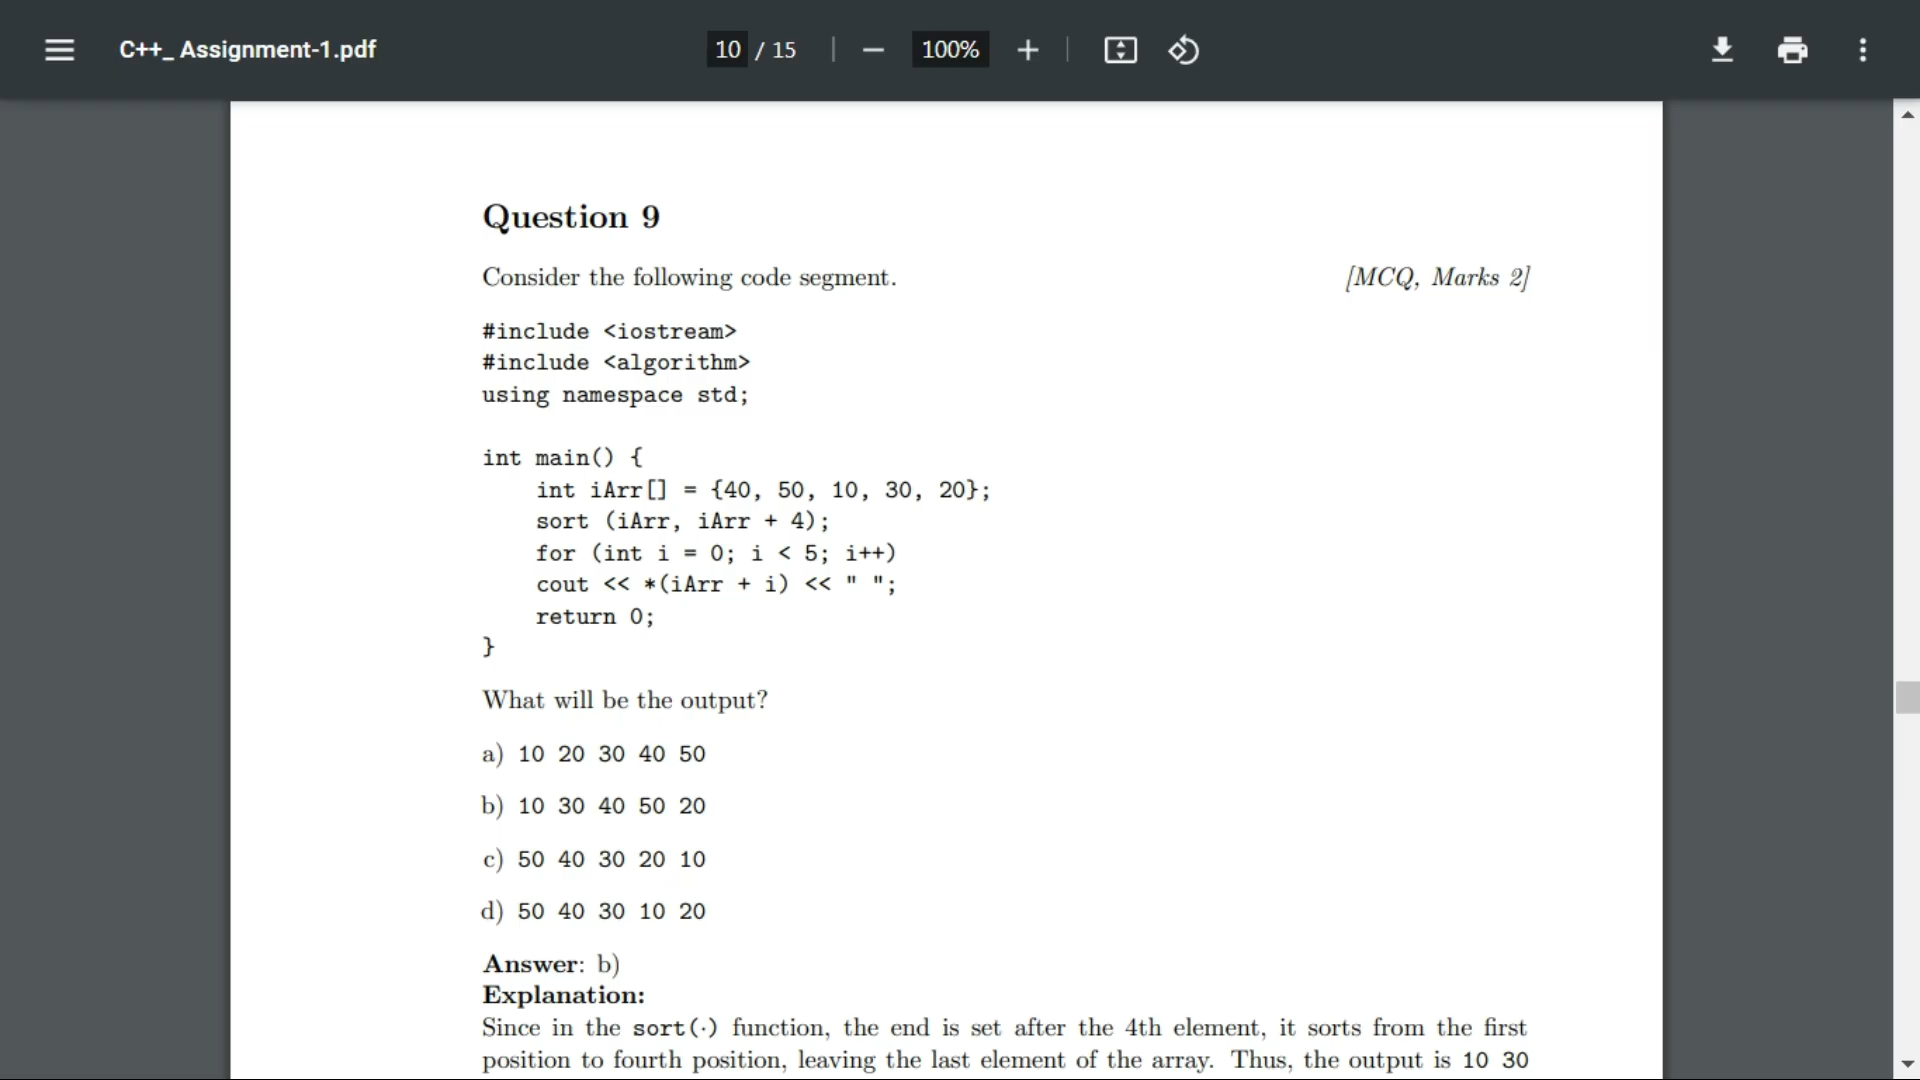 C++_ Assignment-1.pdf
10 / 15
100%
Question 9
Consider the following code segment. [MCQ, Marks 2]
#include <iostream>
#include <algorithm>
using namespace std;
int main() {
    int iArr[] = {40, 50, 10, 30, 20};
    sort (iArr, iArr + 4);
    for (int i = 0; i < 5; i++)
    cout << *(iArr + i) << " ";
    return 0;
}
What will be the output?
a) 10 20 30 40 50
b) 10 30 40 50 20
c) 50 40 30 20 10
d) 50 40 30 10 20
Answer: b)
Explanation:
Since in the sort(·) function, the end is set after the 4th element, it sorts from the first
position to fourth position, leaving the last element of the array. Thus, the output is 10 30